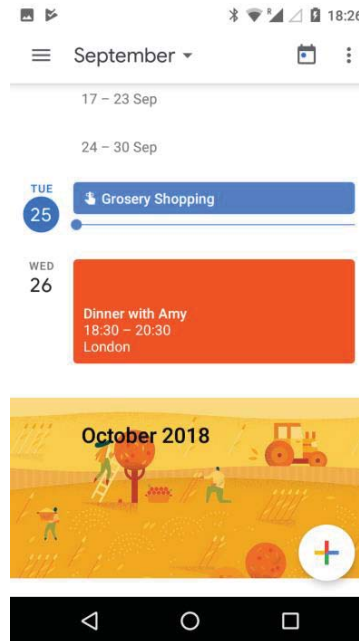 18:26
September
17 – 23 Sep
24 – 30 Sep
TUE
25
Grosery Shopping
WED
26
Dinner with Amy
18:30 – 20:30
London
October 2018